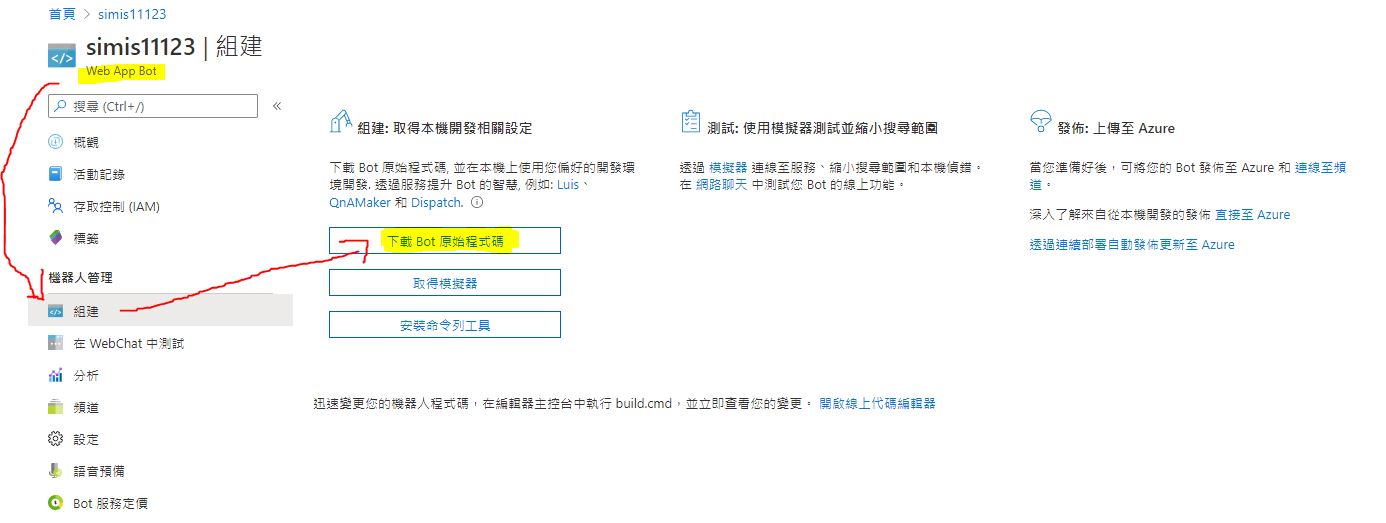 首頁 > simis11123
simis11123 | 組建
Web App Bot
搜尋 (Ctrl+/)
«
概觀
活動記錄
存取控制 (IAM)
標籤
機器人管理
組建
在 WebChat 中測試
分析
頻道
設定
語音預備
Bot 服務定價
組建: 取得本機開發相關設定
下載 Bot 原始程式碼, 並在本機上使用您偏好的開發環
境開發. 透過服務提升 Bot 的智慧, 例如: Luis、
QnAMaker 和 Dispatch.
下載 Bot 原始程式碼
取得模擬器
安裝命令列工具
測試: 使用模擬器測試並縮小搜尋範圍
透過 模擬器 連線至服務、縮小搜尋範圍和本機偵錯。
在 網路聊天 中測試您 Bot 的線上功能。
發佈: 上傳至 Azure
當您準備好後，可將您的 Bot 發佈至 Azure 和 連線至頻
道。
深入了解來自從本機開發的發佈 直接至 Azure
透過連續部署自動發佈更新至 Azure
迅速變更您的機器人程式碼，在編輯器主控台中執行 build.cmd，並立即查看您的變更。 開啟線上代碼編輯器